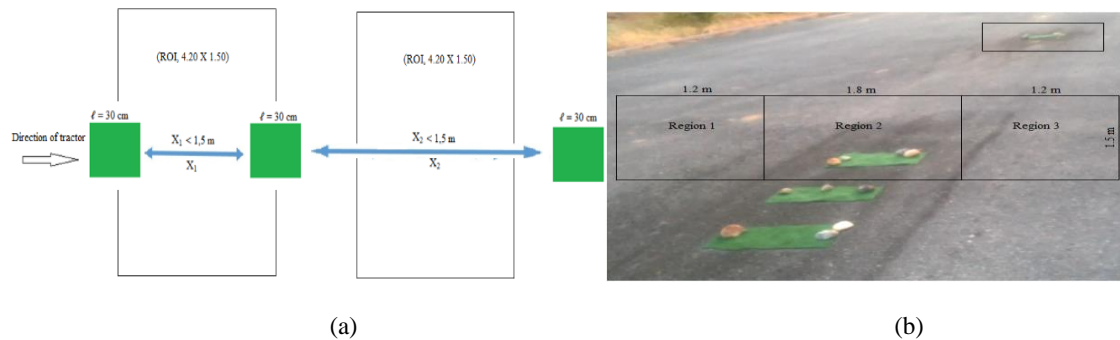 (ROI, 4.20 X 1.50)
(ROI, 4.20 X 1.50)
ℓ = 30 cm
ℓ = 30 cm
ℓ = 30 cm
Direction of tractor
X₁ < 1,5 m
X₁
X₂ < 1,5 m
X₂
(a)
1.2 m
1.8 m
1.2 m
Region 1
Region 2
Region 3
1.5 m
(b)